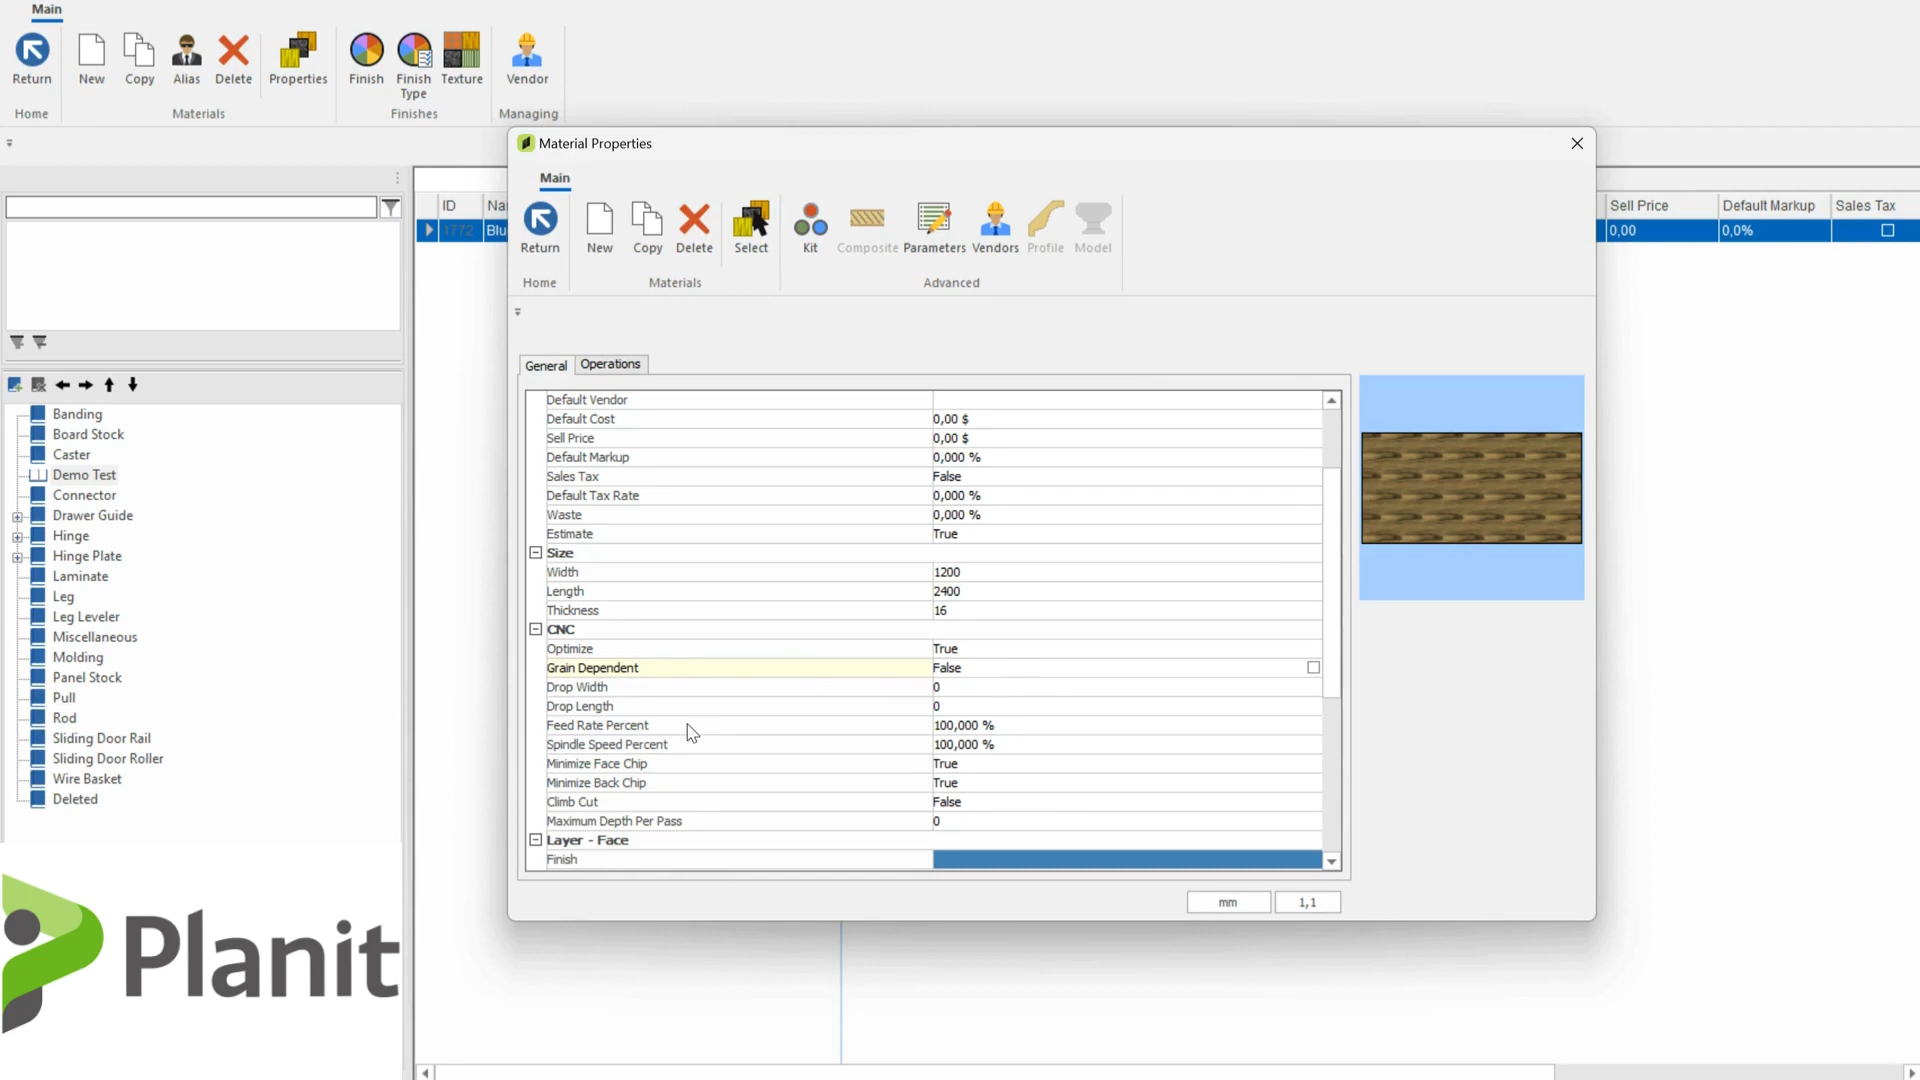 Main
Return
New
Copy
Alias
Delete
Properties
Finish
Finish
Type
Texture
Vendor
Home
Materials
Finishes
Managing
Material Properties
Main
Return
New
Copy
Delete
Select
Kit
Composite
Parameters
Vendors
Profile
Model
Home
Materials
Advanced
ID
Sell Price
Default Markup
Sales Tax
1772
Blu
0,00
0,0%
General
Operations
Default Vendor
Default Cost 0,00 $
Sell Price 0,00 $
Default Markup 0,000 %
Sales Tax False
Default Tax Rate 0,000 %
Waste 0,000 %
Estimate True
Size
Width 1200
Length 2400
Thickness 16
CNC
Optimize True
Grain Dependent False
Drop Width 0
Drop Length 0
Feed Rate Percent 100,000 %
Spindle Speed Percent 100,000 %
Minimize Face Chip True
Minimize Back Chip True
Climb Cut False
Maximum Depth Per Pass 0
Layer - Face
Finish
mm
1,1
Banding
Board Stock
Caster
Demo Test
Connector
Drawer Guide
Hinge
Hinge Plate
Laminate
Leg
Leg Leveler
Miscellaneous
Molding
Panel Stock
Pull
Rod
Sliding Door Rail
Sliding Door Roller
Wire Basket
Deleted
Planit